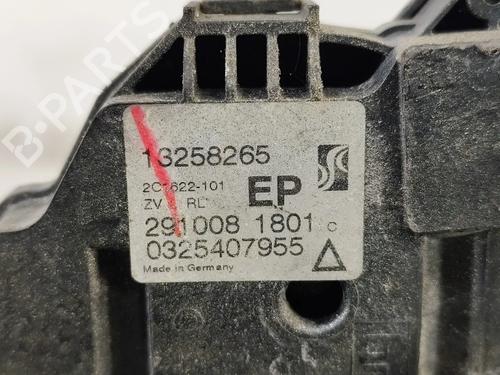 B-PARTS
13258265
2C1622-101
EP
ZV RL
291008 1801 C
0325407955
Made in Germany